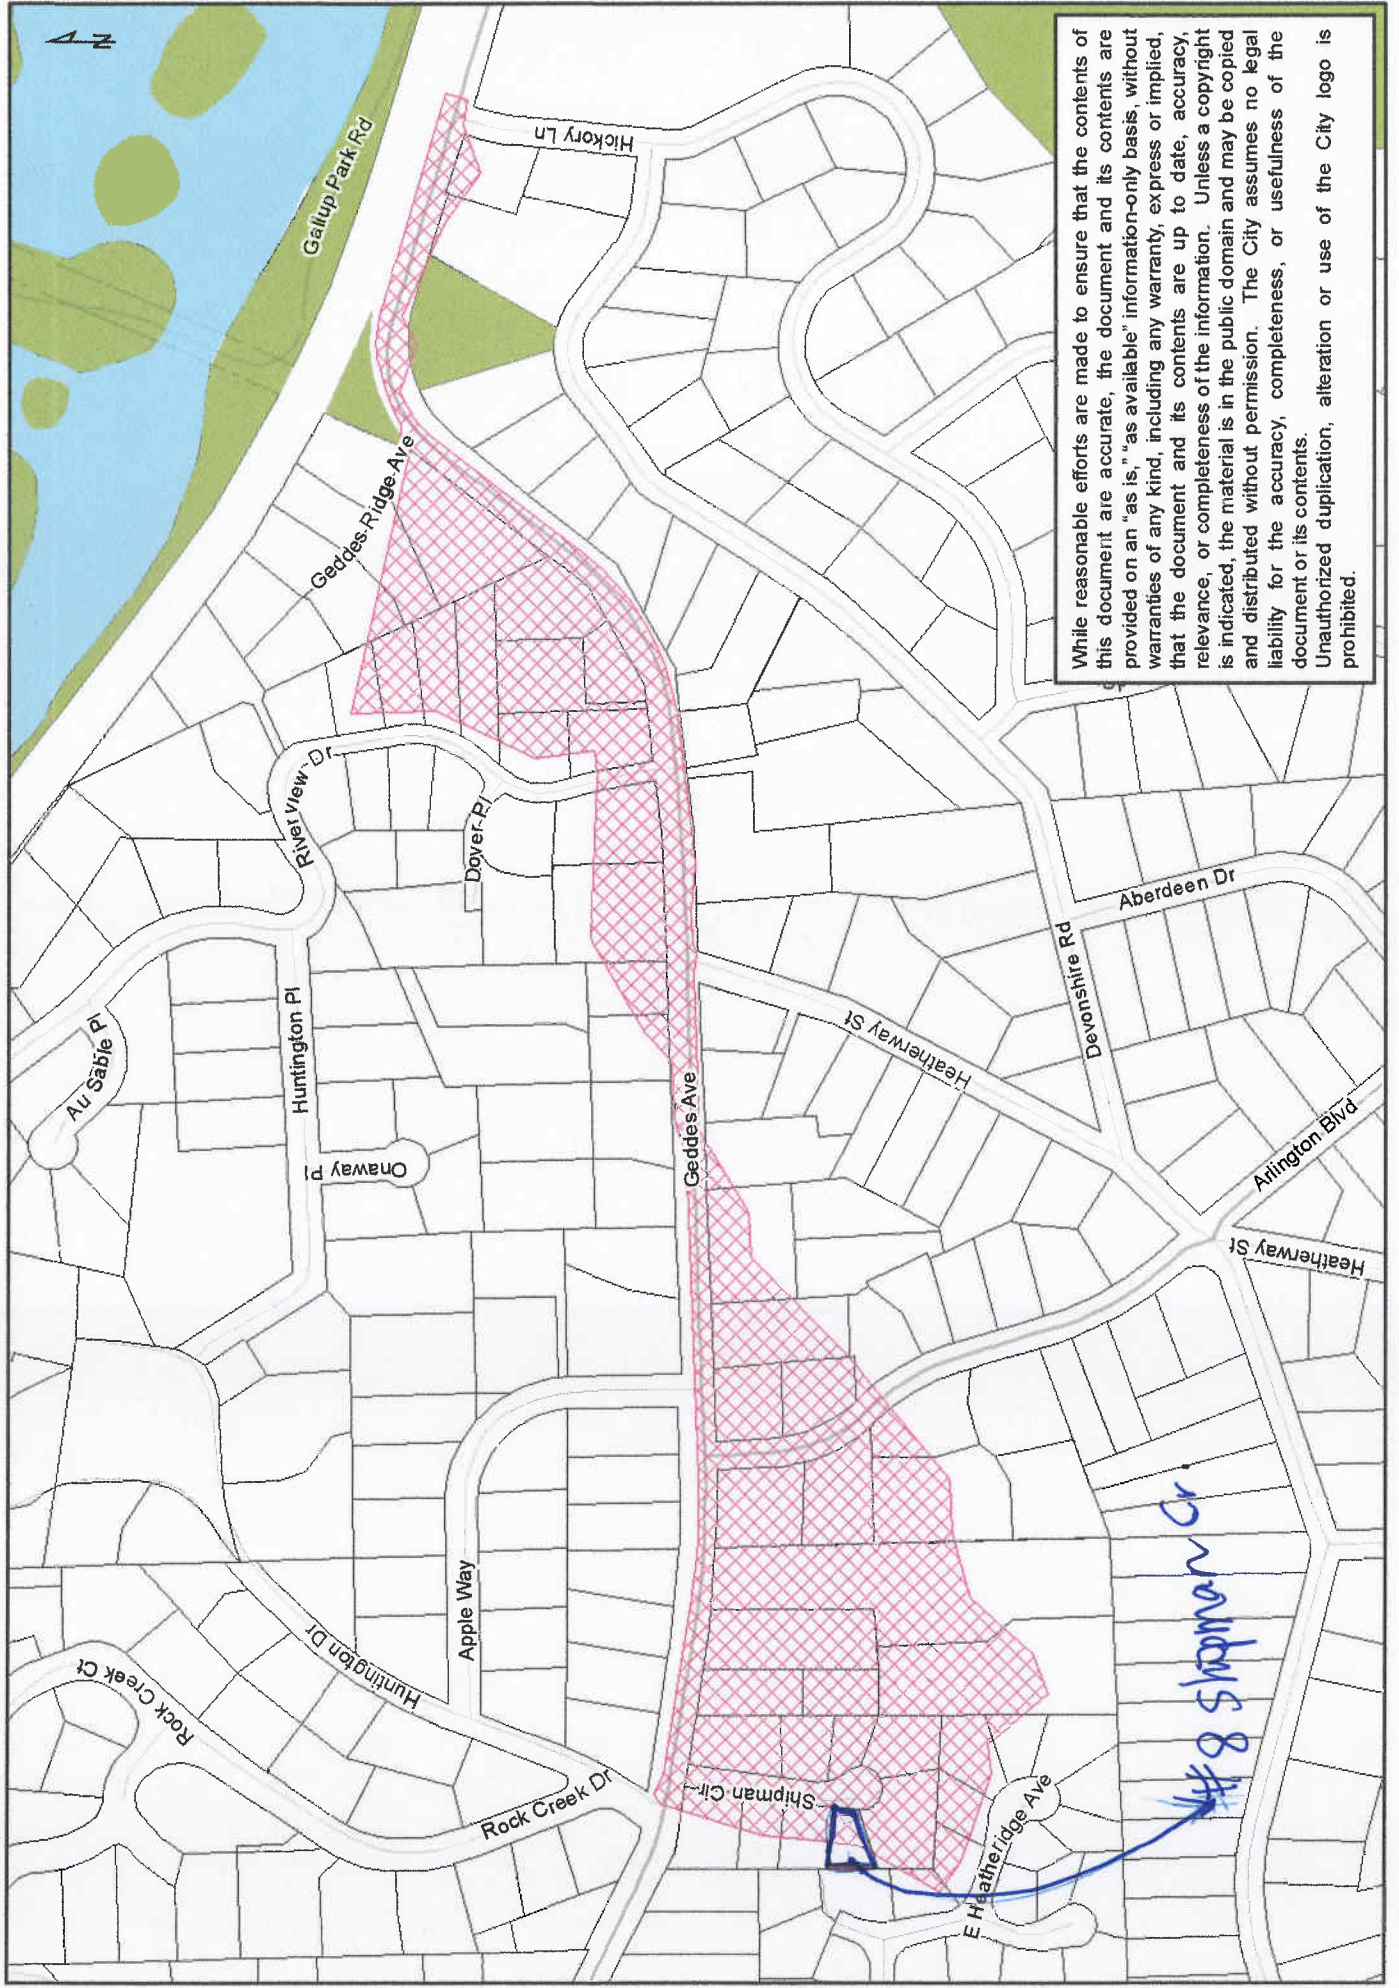 N
Gallup Park Rd
Hickory Ln
Geddes Ridge Ave
River view Dr
Dover Pl
Au Sable Pl
Huntington Pl
Onaway Pl
Geddes Ave
Heatherway St
Devonshire Rd
Aberdeen Dr
Arlington Blvd
Heatherway St
Apple Way
Huntington Dr
Rock Creek Ct
Rock Creek Dr
Shipman Cir
E Heatheridge Ave
#8 Shipman Cr.
While reasonable efforts are made to ensure that the contents of
this document are accurate, the document and its contents are
provided on an "as is," "as available" information-only basis, without
warranties of any kind, including any warranty, express or implied,
that the document and its contents are up to date, accuracy,
relevance, or completeness of the information. Unless a copyright
is indicated, the material is in the public domain and may be copied
and distributed without permission. The City assumes no legal
liability for the accuracy, completeness, or usefulness of the
document or its contents.
Unauthorized duplication, alteration or use of the City logo is
prohibited.